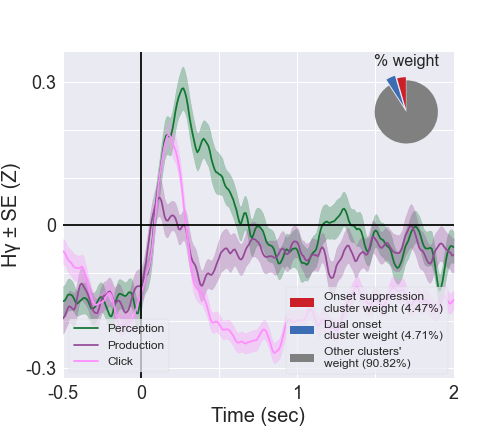 % weight
0.3
0
-0.3
Hγ ± SE (Z)
Perception
Production
Click
Onset suppression
cluster weight (4.47%)
Dual onset
cluster weight (4.71%)
Other clusters'
weight (90.82%)
-0.5
0
1
2
Time (sec)